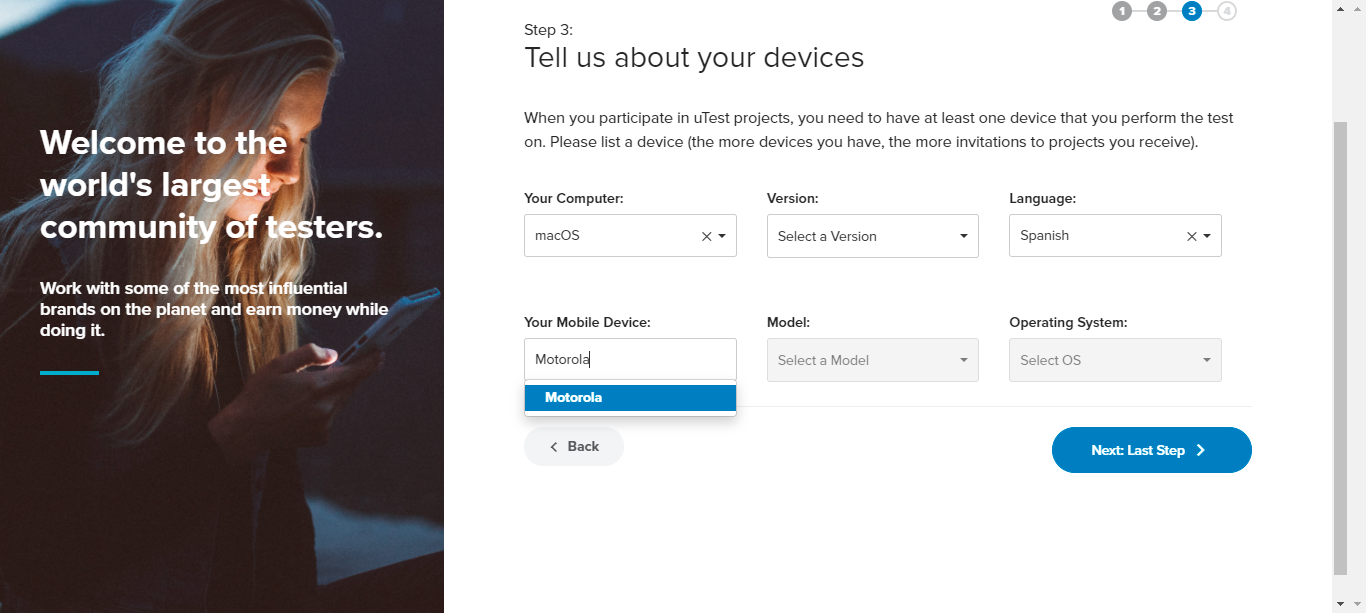 Welcome to the
world's largest
community of testers.
Work with some of the most influential
brands on the planet and earn money while
doing it.
1 2 3 4
Step 3:
Tell us about your devices
When you participate in uTest projects, you need to have at least one device that you perform the test
on. Please list a device (the more devices you have, the more invitations to projects you receive).
Your Computer: Version: Language:
macOS Select a Version Spanish
Your Mobile Device: Model: Operating System:
Motorola Select a Model Select OS
Motorola
Back Next: Last Step